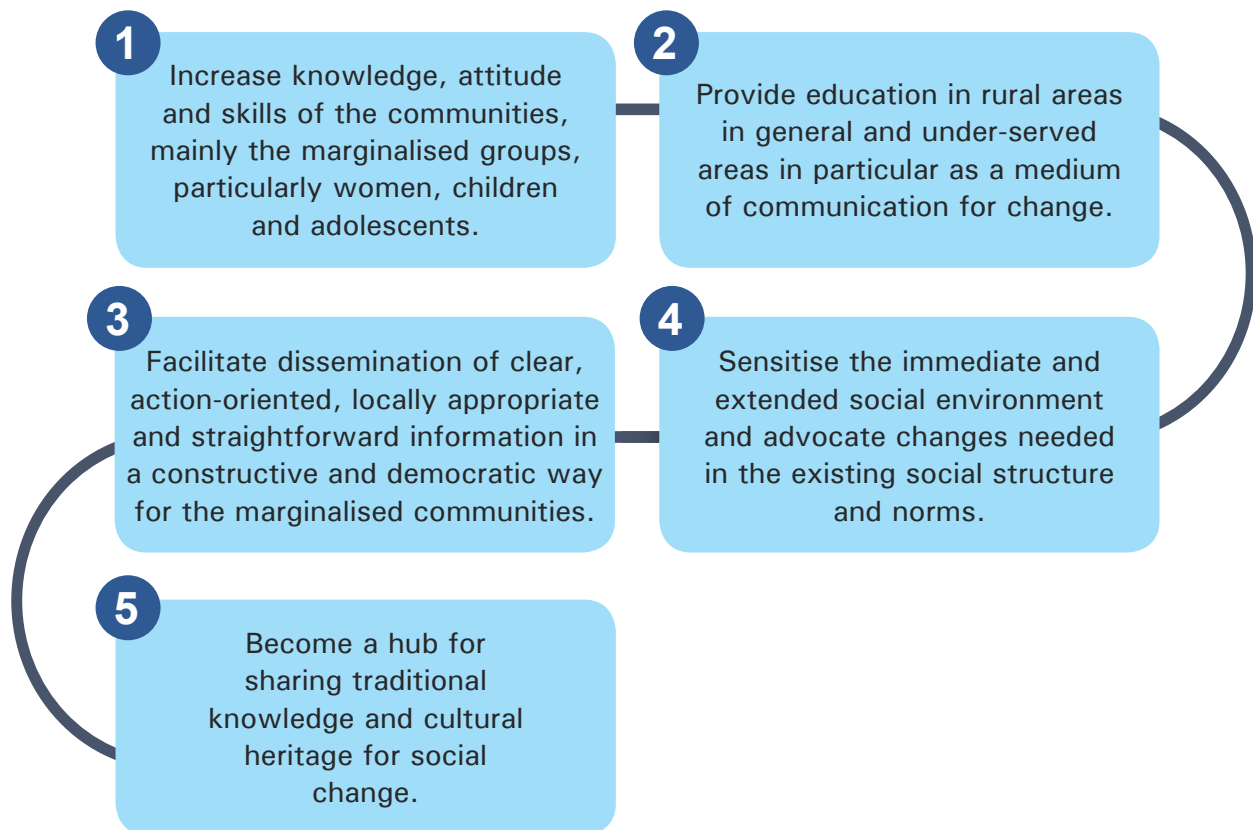 1
Increase knowledge, attitude
and skills of the communities,
mainly the marginalised groups,
particularly women, children
and adolescents.
2
Provide education in rural areas
in general and under-served
areas in particular as a medium
of communication for change.
3
Facilitate dissemination of clear,
action-oriented, locally appropriate
and straightforward information in
a constructive and democratic way
for the marginalised communities.
4
Sensitise the immediate and
extended social environment
and advocate changes needed
in the existing social structure
and norms.
5
Become a hub for
sharing traditional
knowledge and cultural
heritage for social
change.